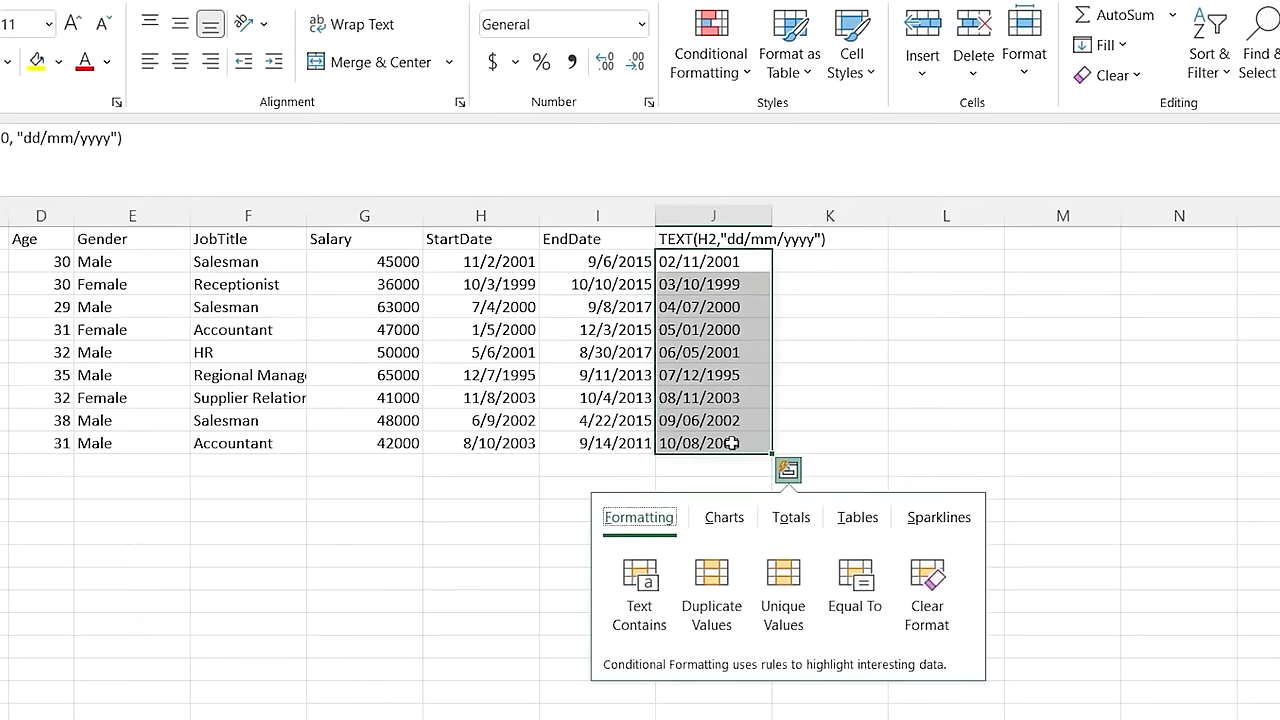 11
Wrap Text
General
Merge & Center
$ % 9
Conditional Formatting
Format as Table
Cell Styles
Insert
Delete
Format
AutoSum
Fill
Clear
Sort & Filter
Find & Select
Alignment
Number
Styles
Cells
Editing
0, "dd/mm/yyyy")
D E F G H I J K L M N
Age Gender JobTitle Salary StartDate EndDate TEXT(H2,"dd/mm/yyyy")
30 Male Salesman 45000 11/2/2001 9/6/2015 02/11/2001
30 Female Receptionist 36000 10/3/1999 10/10/2015 03/10/1999
29 Male Salesman 63000 7/4/2000 9/8/2017 04/07/2000
31 Female Accountant 47000 1/5/2000 12/3/2015 05/01/2000
32 Male HR 50000 5/6/2001 8/30/2017 06/05/2001
35 Male Regional Manag 65000 12/7/1995 9/11/2013 07/12/1995
32 Female Supplier Relation 41000 11/8/2003 10/4/2013 08/11/2003
38 Male Salesman 48000 6/9/2002 4/22/2015 09/06/2002
31 Male Accountant 42000 8/10/2003 9/14/2011 10/08/20
Formatting Charts Totals Tables Sparklines
Text Contains
Duplicate Values
Unique Values
Equal To
Clear Format
Conditional Formatting uses rules to highlight interesting data.